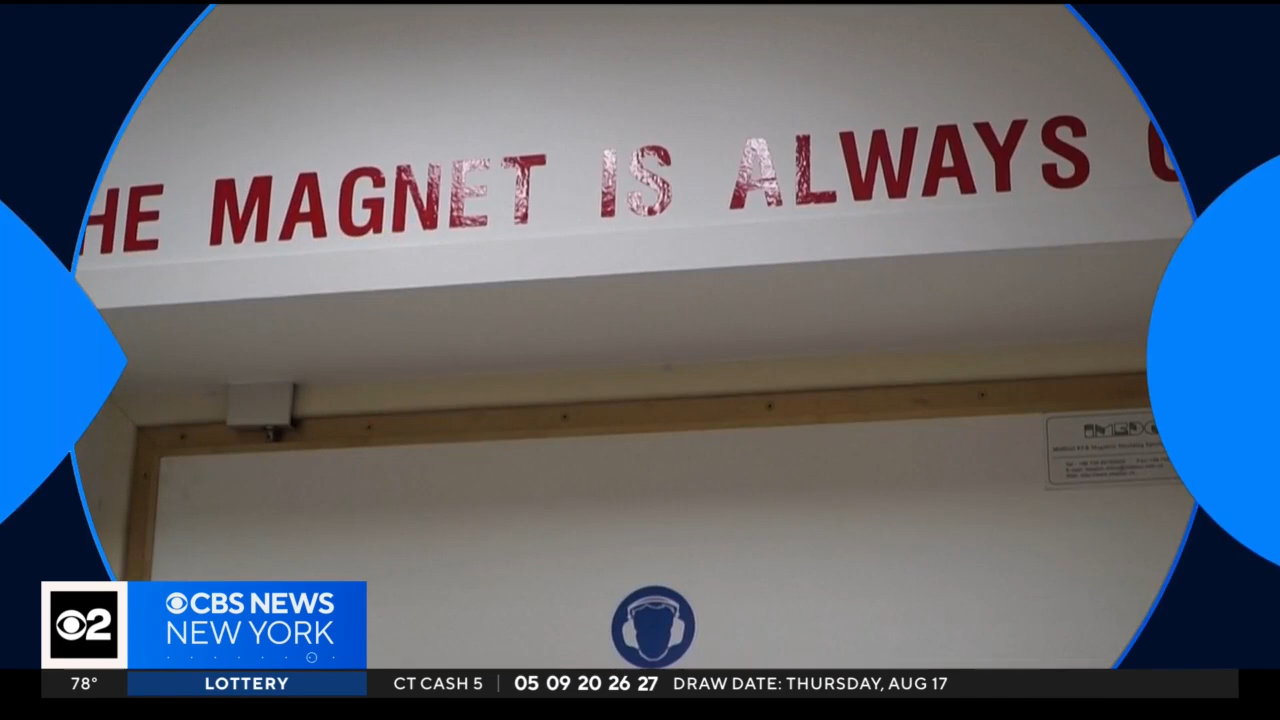 HE MAGNET IS ALWAYS
IMEDCO
2
CBS NEWS
NEW YORK
78° LOTTERY CT CASH 5 05 09 20 26 27 DRAW DATE: THURSDAY, AUG 17